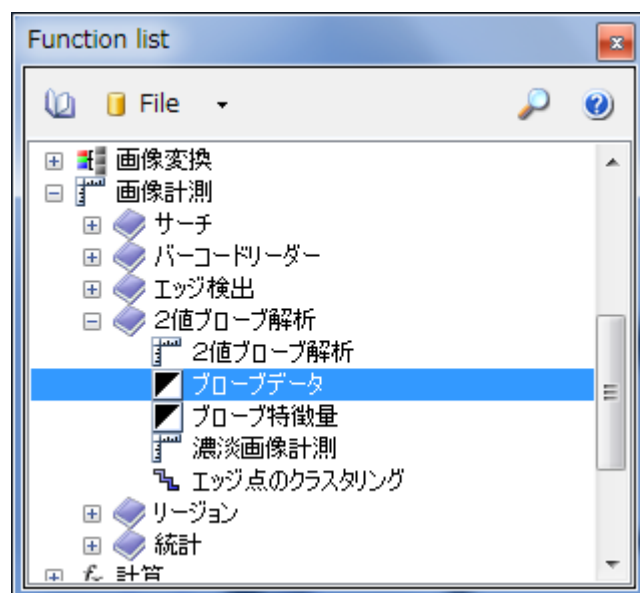 Function list
File
画像変換
画像計測
サーチ
バーコードリーダー
エッジ検出
2値ブローブ解析
2値ブローブ解析
ブローブデータ
ブローブ特徴量
濃淡画像計測
エッジ点のクラスタリング
リージョン
統計
計算